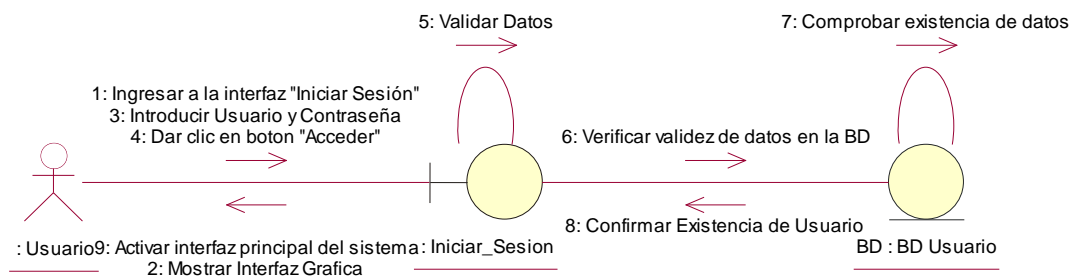 5: Validar Datos
7: Comprobar existencia de datos
1: Ingresar a la interfaz "Iniciar Sesión"
3: Introducir Usuario y Contraseña
4: Dar clic en boton "Acceder"
6: Verificar validez de datos en la BD
8: Confirmar Existencia de Usuario
: Usuario
9: Activar interfaz principal del sistema
2: Mostrar Interfaz Grafica
: Iniciar_Sesion
BD : BD Usuario